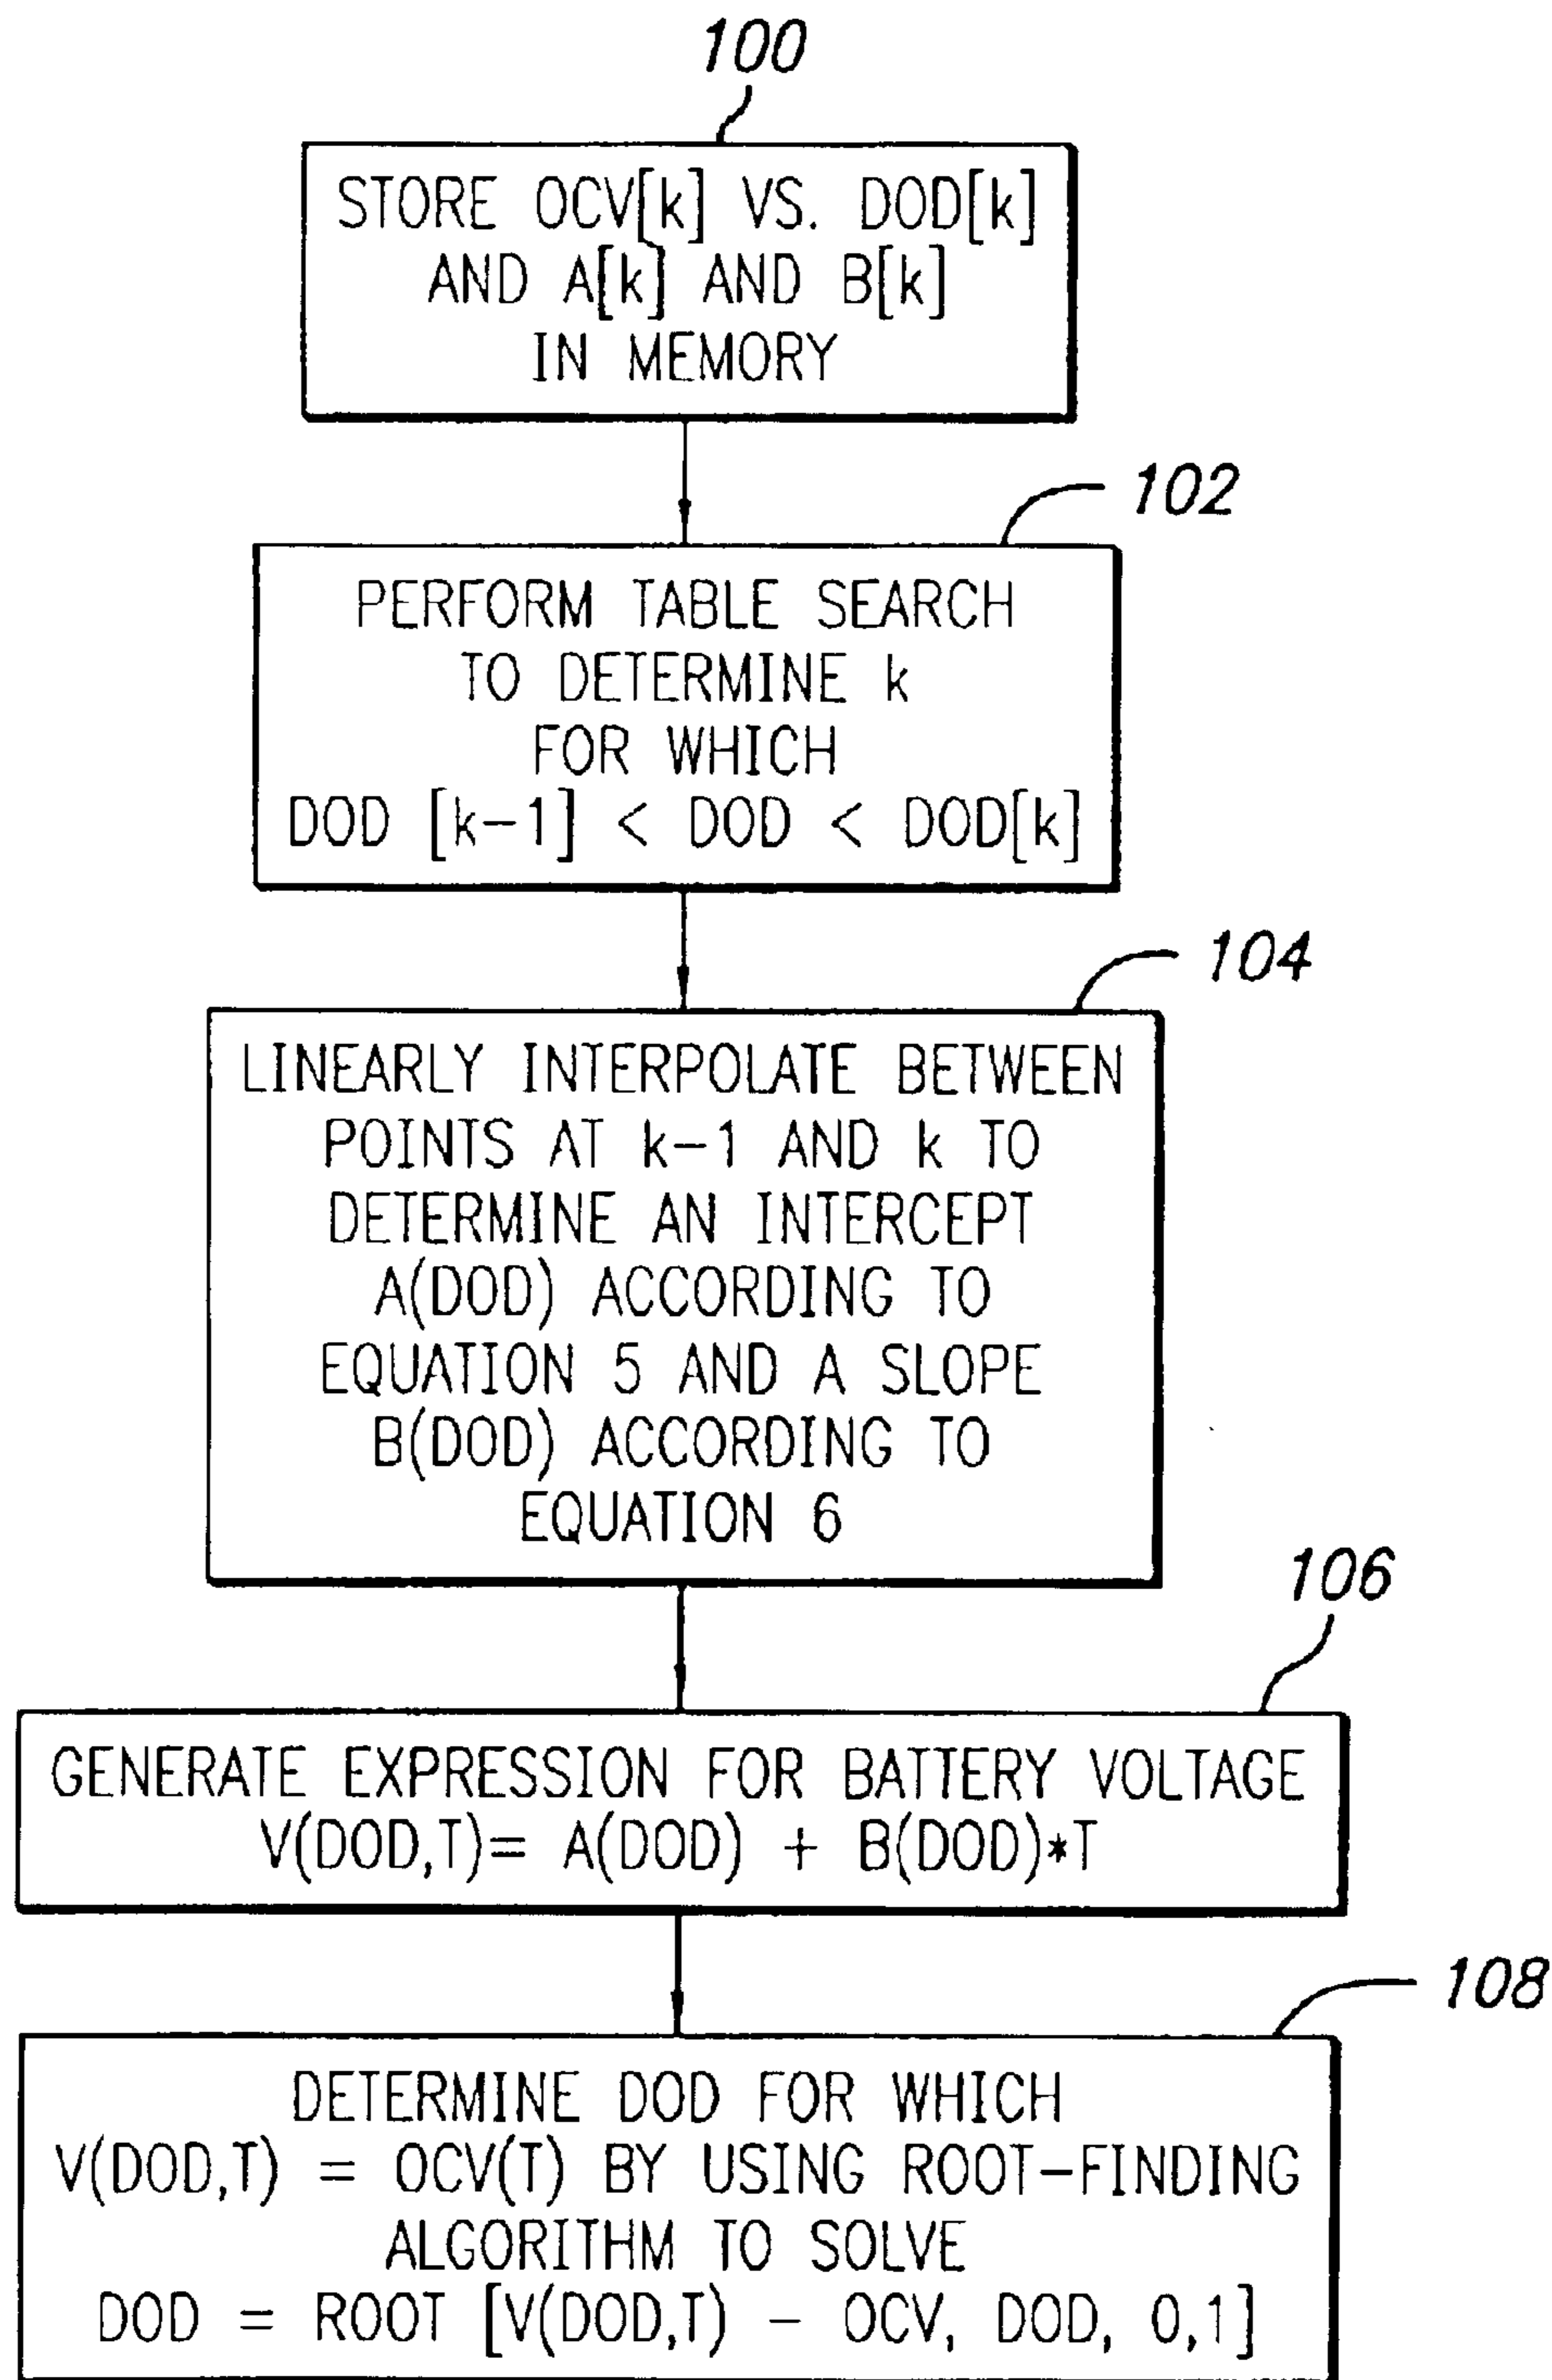 100
STORE OCV[k] VS. DOD[k]
AND A[k] AND B[k]
IN MEMORY
102
PERFORM TABLE SEARCH
TO DETERMINE k
FOR WHICH
DOD [k-1] < DOD < DOD[k]
104
LINEARLY INTERPOLATE BETWEEN
POINTS AT k-1 AND k TO
DETERMINE AN INTERCEPT
A(DOD) ACCORDING TO
EQUATION 5 AND A SLOPE
B(DOD) ACCORDING TO
EQUATION 6
106
GENERATE EXPRESSION FOR BATTERY VOLTAGE
V(DOD,T)= A(DOD) + B(DOD)*T
108
DETERMINE DOD FOR WHICH
V(DOD,T) = OCV(T) BY USING ROOT-FINDING
ALGORITHM TO SOLVE
DOD = ROOT [V(DOD,T) - OCV, DOD, 0,1]